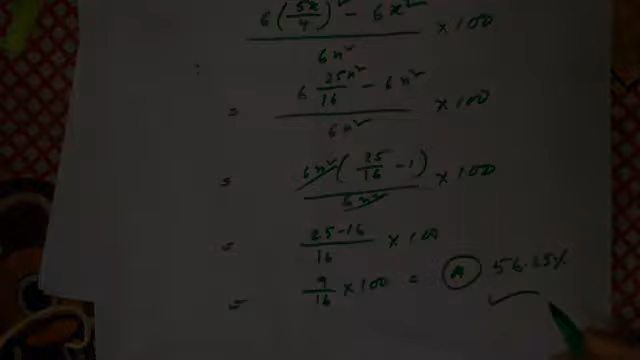 6(5x/4)² - 6x² / 6x² × 100
= 6 25x²/16 - 6x² / 6x² × 100
= 6x²(25/16 - 1) / 6x² × 100
= 25-16 / 16 × 100
= 9/16 × 100 = (A) 56.25%